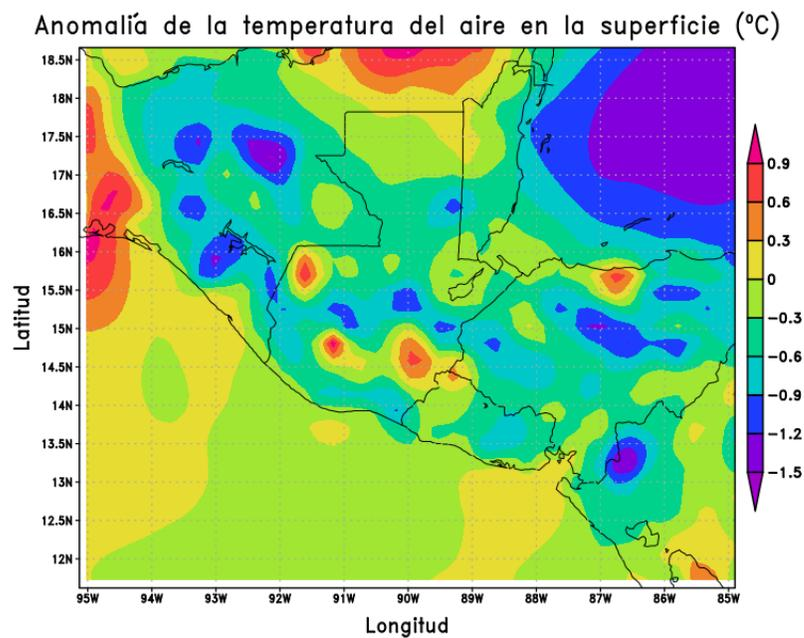 Anomalía de la temperatura del aire en la superficie (ºC)
18.5N
18N
17.5N
17N
16.5N
16N
15.5N
15N
14.5N
14N
13.5N
13N
12.5N
12N
Latitud
0.9
0.6
0.3
0
−0.3
−0.6
−0.9
−1.2
−1.5
95W 94W 93W 92W 91W 90W 89W 88W 87W 86W 85W
Longitud